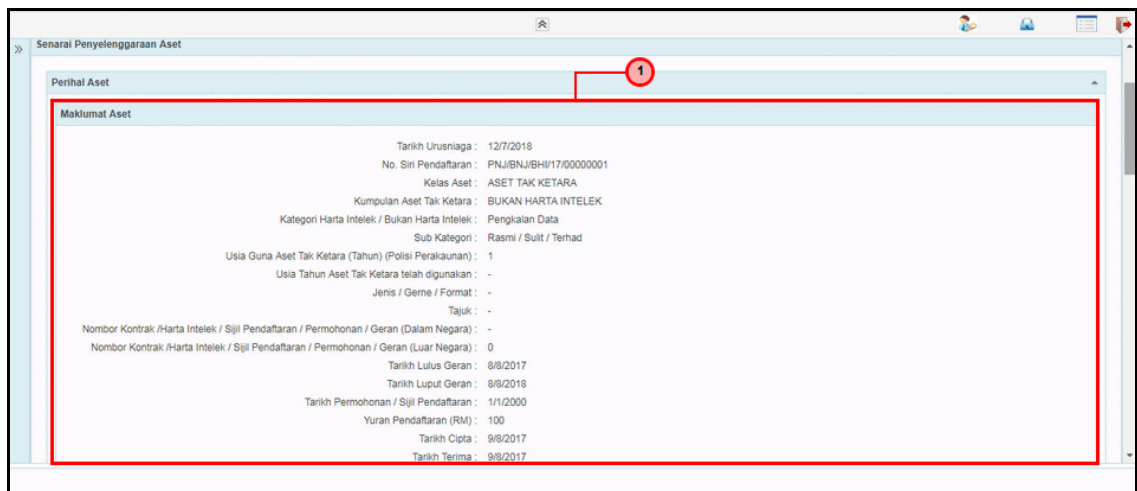 1
Senarai Penyelenggaraan Aset
Perihal Aset
Maklumat Aset
Tarikh Urusniaga : 12/7/2018
No. Siri Pendaftaran : PNJ/BNJ/BHI/17/00000001
Kelas Aset : ASET TAK KETARA
Kumpulan Aset Tak Ketara : BUKAN HARTA INTELEK
Kategori Harta Intelek / Bukan Harta Intelek : Pengkalan Data
Sub Kategori : Rasmi / Sulit / Terhad
Usia Guna Aset Tak Ketara (Tahun) (Polisi Perakaunan) : 1
Usia Tahun Aset Tak Ketara telah digunakan : -
Jenis / Gerne / Format : -
Tajuk : -
Nombor Kontrak /Harta Intelek / Sijil Pendaftaran / Permohonan / Geran (Dalam Negara) : -
Nombor Kontrak /Harta Intelek / Sijil Pendaftaran / Permohonan / Geran (Luar Negara) : 0
Tarikh Lulus Geran : 8/8/2017
Tarikh Luput Geran : 8/8/2018
Tarikh Permohonan / Sijil Pendaftaran : 1/1/2000
Yuran Pendaftaran (RM) : 100
Tarikh Cipta : 9/8/2017
Tarikh Terima : 9/8/2017